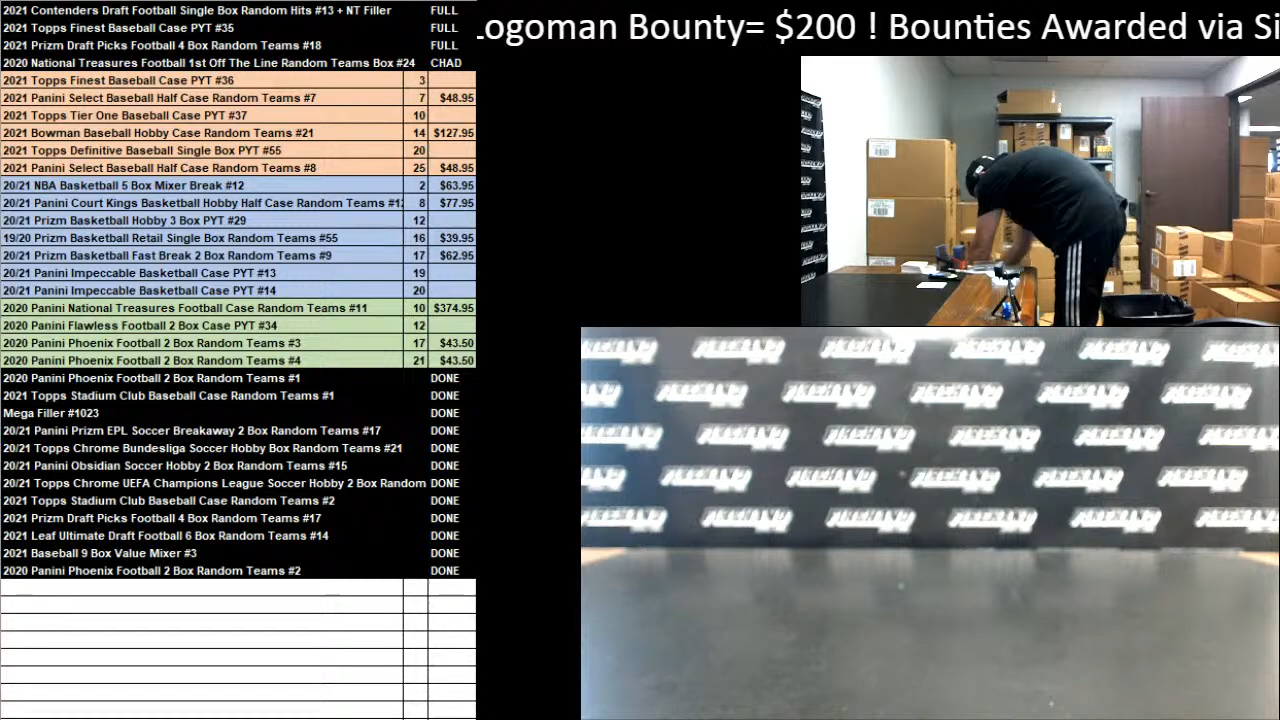 2021 Contenders Draft Football Single Box Random Hits #13 + NT Filler FULL
2021 Topps Finest Baseball Case PYT #35 FULL
2021 Prizm Draft Picks Football 4 Box Random Teams #18 FULL
2020 National Treasures Football 1st Off The Line Random Teams Box #24 CHAD
2021 Topps Finest Baseball Case PYT #36 3
2021 Panini Select Baseball Half Case Random Teams #7 7 $48.95
2021 Topps Tier One Baseball Case PYT #37 10
2021 Bowman Baseball Hobby Case Random Teams #21 14 $127.95
2021 Topps Definitive Baseball Single Box PYT #55 20
2021 Panini Select Baseball Half Case Random Teams #8 25 $48.95
20/21 NBA Basketball 5 Box Mixer Break #12 2 $63.95
20/21 Panini Court Kings Basketball Hobby Half Case Random Teams 8 $77.95
20/21 Prizm Basketball Hobby 3 Box PYT #29 12
19/20 Prizm Basketball Retail Single Box Random Teams #55 16 $39.95
20/21 Prizm Basketball Fast Break 2 Box Random Teams #9 17 $62.95
20/21 Panini Impeccable Basketball Case PYT #13 19
20/21 Panini Impeccable Basketball Case PYT #14 20
2020 Panini National Treasures Football Case Random Teams #11 10 $374.95
2020 Panini Flawless Football 2 Box Case PYT #34 12
2020 Panini Phoenix Football 2 Box Random Teams #3 17 $43.50
2020 Panini Phoenix Football 2 Box Random Teams #4 21 $43.50
2020 Panini Phoenix Football 2 Box Random Teams #1 DONE
2021 Topps Stadium Club Baseball Case Random Teams #1 DONE
Mega Filler #1023 DONE
20/21 Panini Prizm EPL Soccer Breakaway 2 Box Random Teams #17 DONE
20/21 Topps Chrome Bundesliga Soccer Hobby Box Random Teams #21 DONE
20/21 Panini Obsidian Soccer Hobby 2 Box Random Teams #15 DONE
20/21 Topps Chrome UEFA Champions League Soccer Hobby 2 Box Random DONE
2021 Topps Stadium Club Baseball Case Random Teams #2 DONE
2021 Prizm Draft Picks Football 4 Box Random Teams #17 DONE
2021 Leaf Ultimate Draft Football 6 Box Random Teams #14 DONE
2021 Baseball 9 Box Value Mixer #3 DONE
2020 Panini Phoenix Football 2 Box Random Teams #2 DONE
ogoman Bounty= $200 ! Bounties Awarded via Si